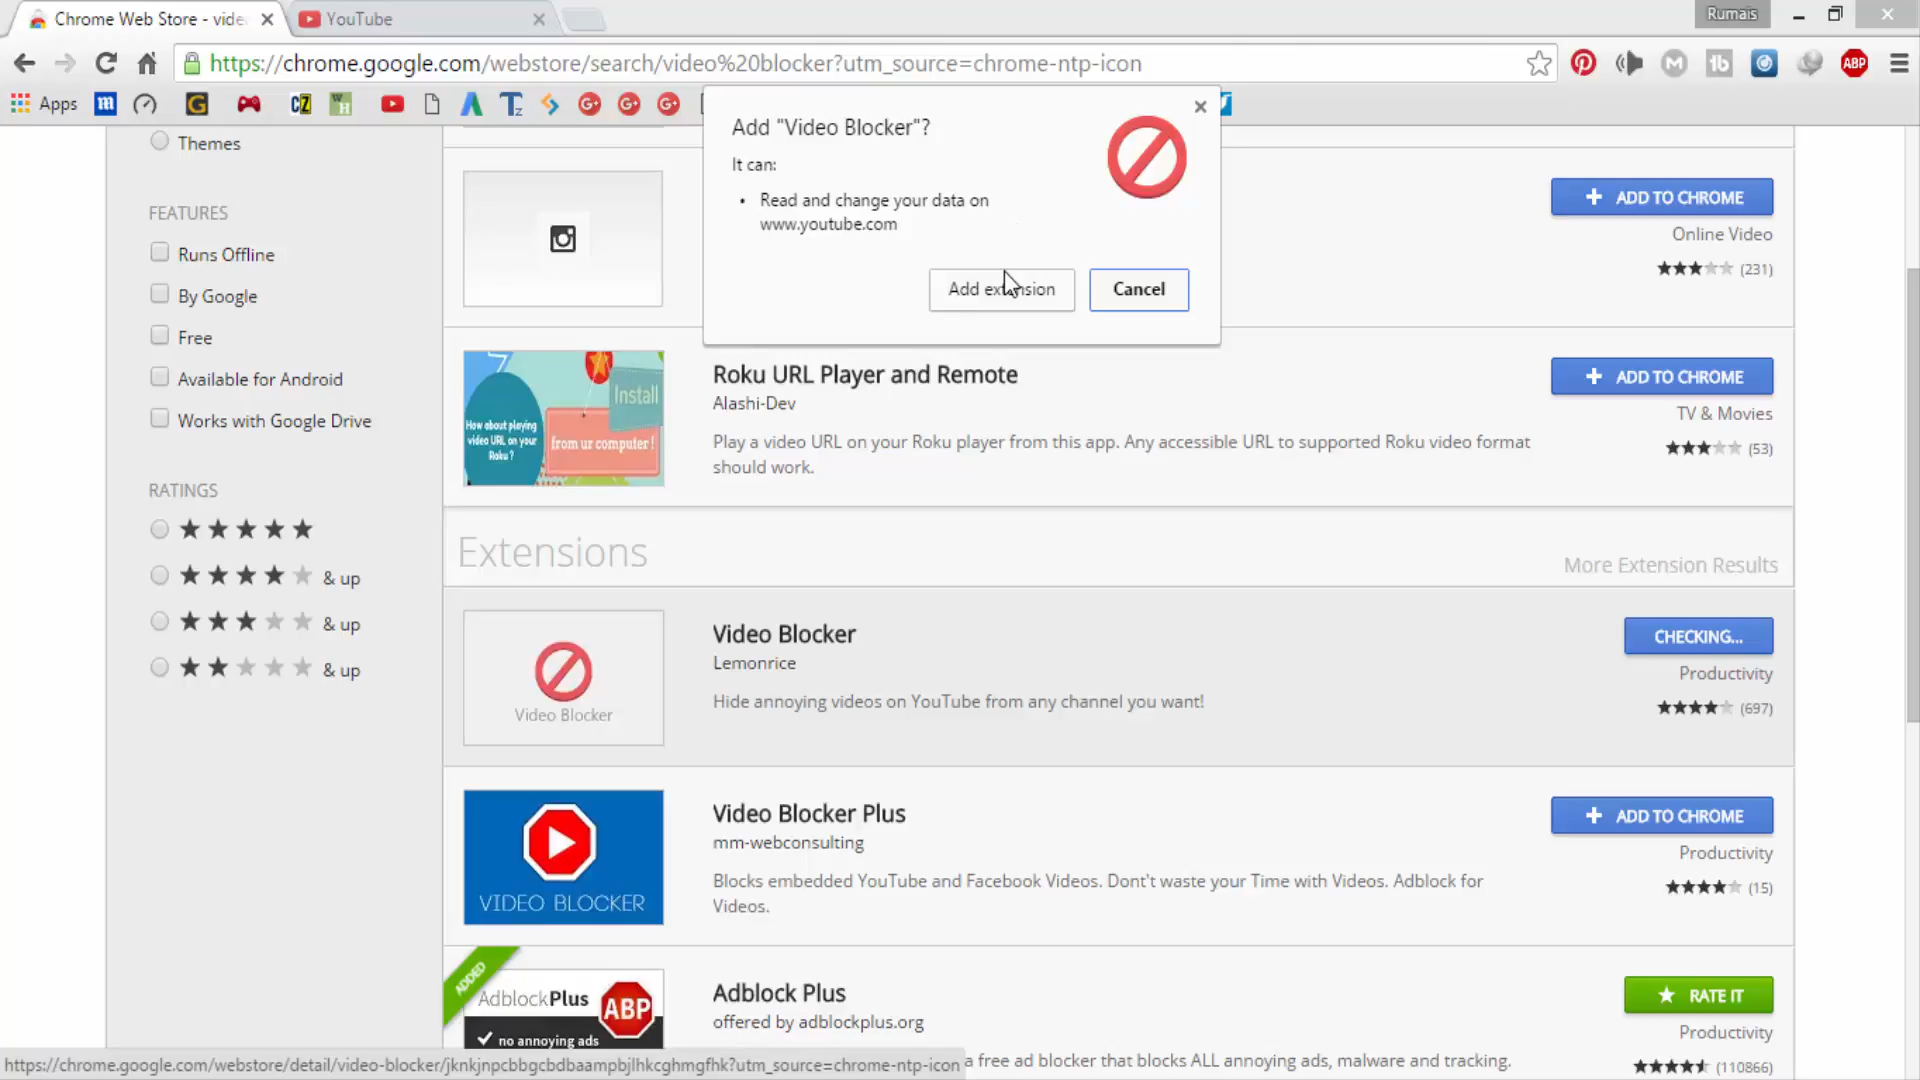 Chrome Web Store - vide
YouTube
Rumais
https://chrome.google.com/webstore/search/video%20blocker?utm_source=chrome-ntp-icon
ABP
Apps
Add "Video Blocker"?
It can:
• Read and change your data on
www.youtube.com
Add extension
Cancel
Themes
FEATURES
Runs Offline
By Google
Free
Available for Android
Works with Google Drive
RATINGS
& up
& up
& up
ADD TO CHROME
Online Video
(231)
How about playing
video URL on your
Roku ?
Install
from ur computer !
Roku URL Player and Remote
Alashi-Dev
Play a video URL on your Roku player from this app. Any accessible URL to supported Roku video format
should work.
ADD TO CHROME
TV & Movies
(53)
Extensions
More Extension Results
Video Blocker
Video Blocker
Lemonrice
Hide annoying videos on YouTube from any channel you want!
CHECKING...
Productivity
(697)
VIDEO BLOCKER
Video Blocker Plus
mm-webconsulting
Blocks embedded YouTube and Facebook Videos. Dont't waste your Time with Videos. Adblock for
Videos.
ADD TO CHROME
Productivity
(15)
ADDED
AdblockPlus
ABP
no annoying ads
Adblock Plus
offered by adblockplus.org
a free ad blocker that blocks ALL annoying ads, malware and tracking.
RATE IT
Productivity
(110866)
https://chrome.google.com/webstore/detail/video-blocker/jknkjnpcbbgcbdbaampbjlhkcghmgfhk?utm_source=chrome-ntp-icon